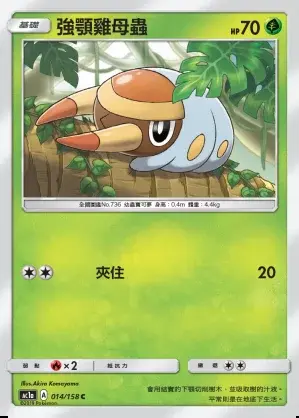 基礎 強顎雞母蟲 HP70
全國圖鑑No.736 幼蟲寶可夢 身高:0.4m 體重:4.4kg
夾住 20
弱點 ×2 抵抗力 撤退
Illus.Akira Komayama
AC1a A 014/158 C
©2019 Pokémon
會用結實的下顎切削樹木,並吸取樹的汁液。
平常則是在地底下生活。